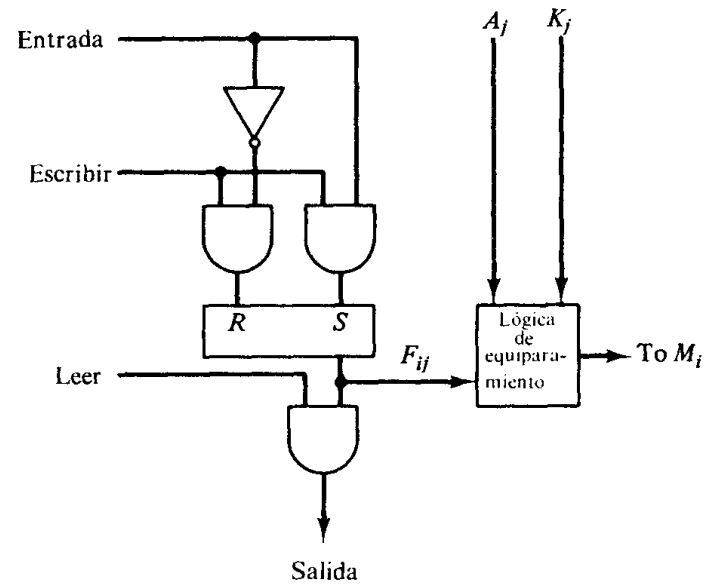 Entrada
A_j K_j
Escribir
R S
Lógica
de
equipara-
miento
F_ij
To M_i
Leer
Salida